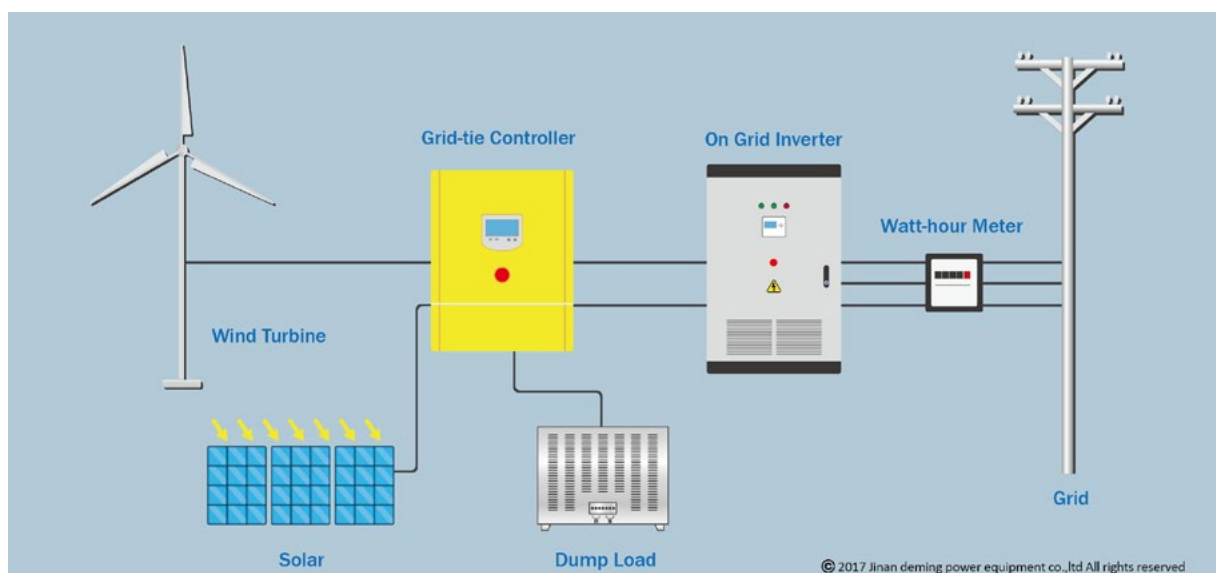 Grid-tie Controller
On Grid Inverter
Watt-hour Meter
Wind Turbine
Solar
Dump Load
Grid
© 2017 Jinan deming power equipment co.,ltd All rights reserved